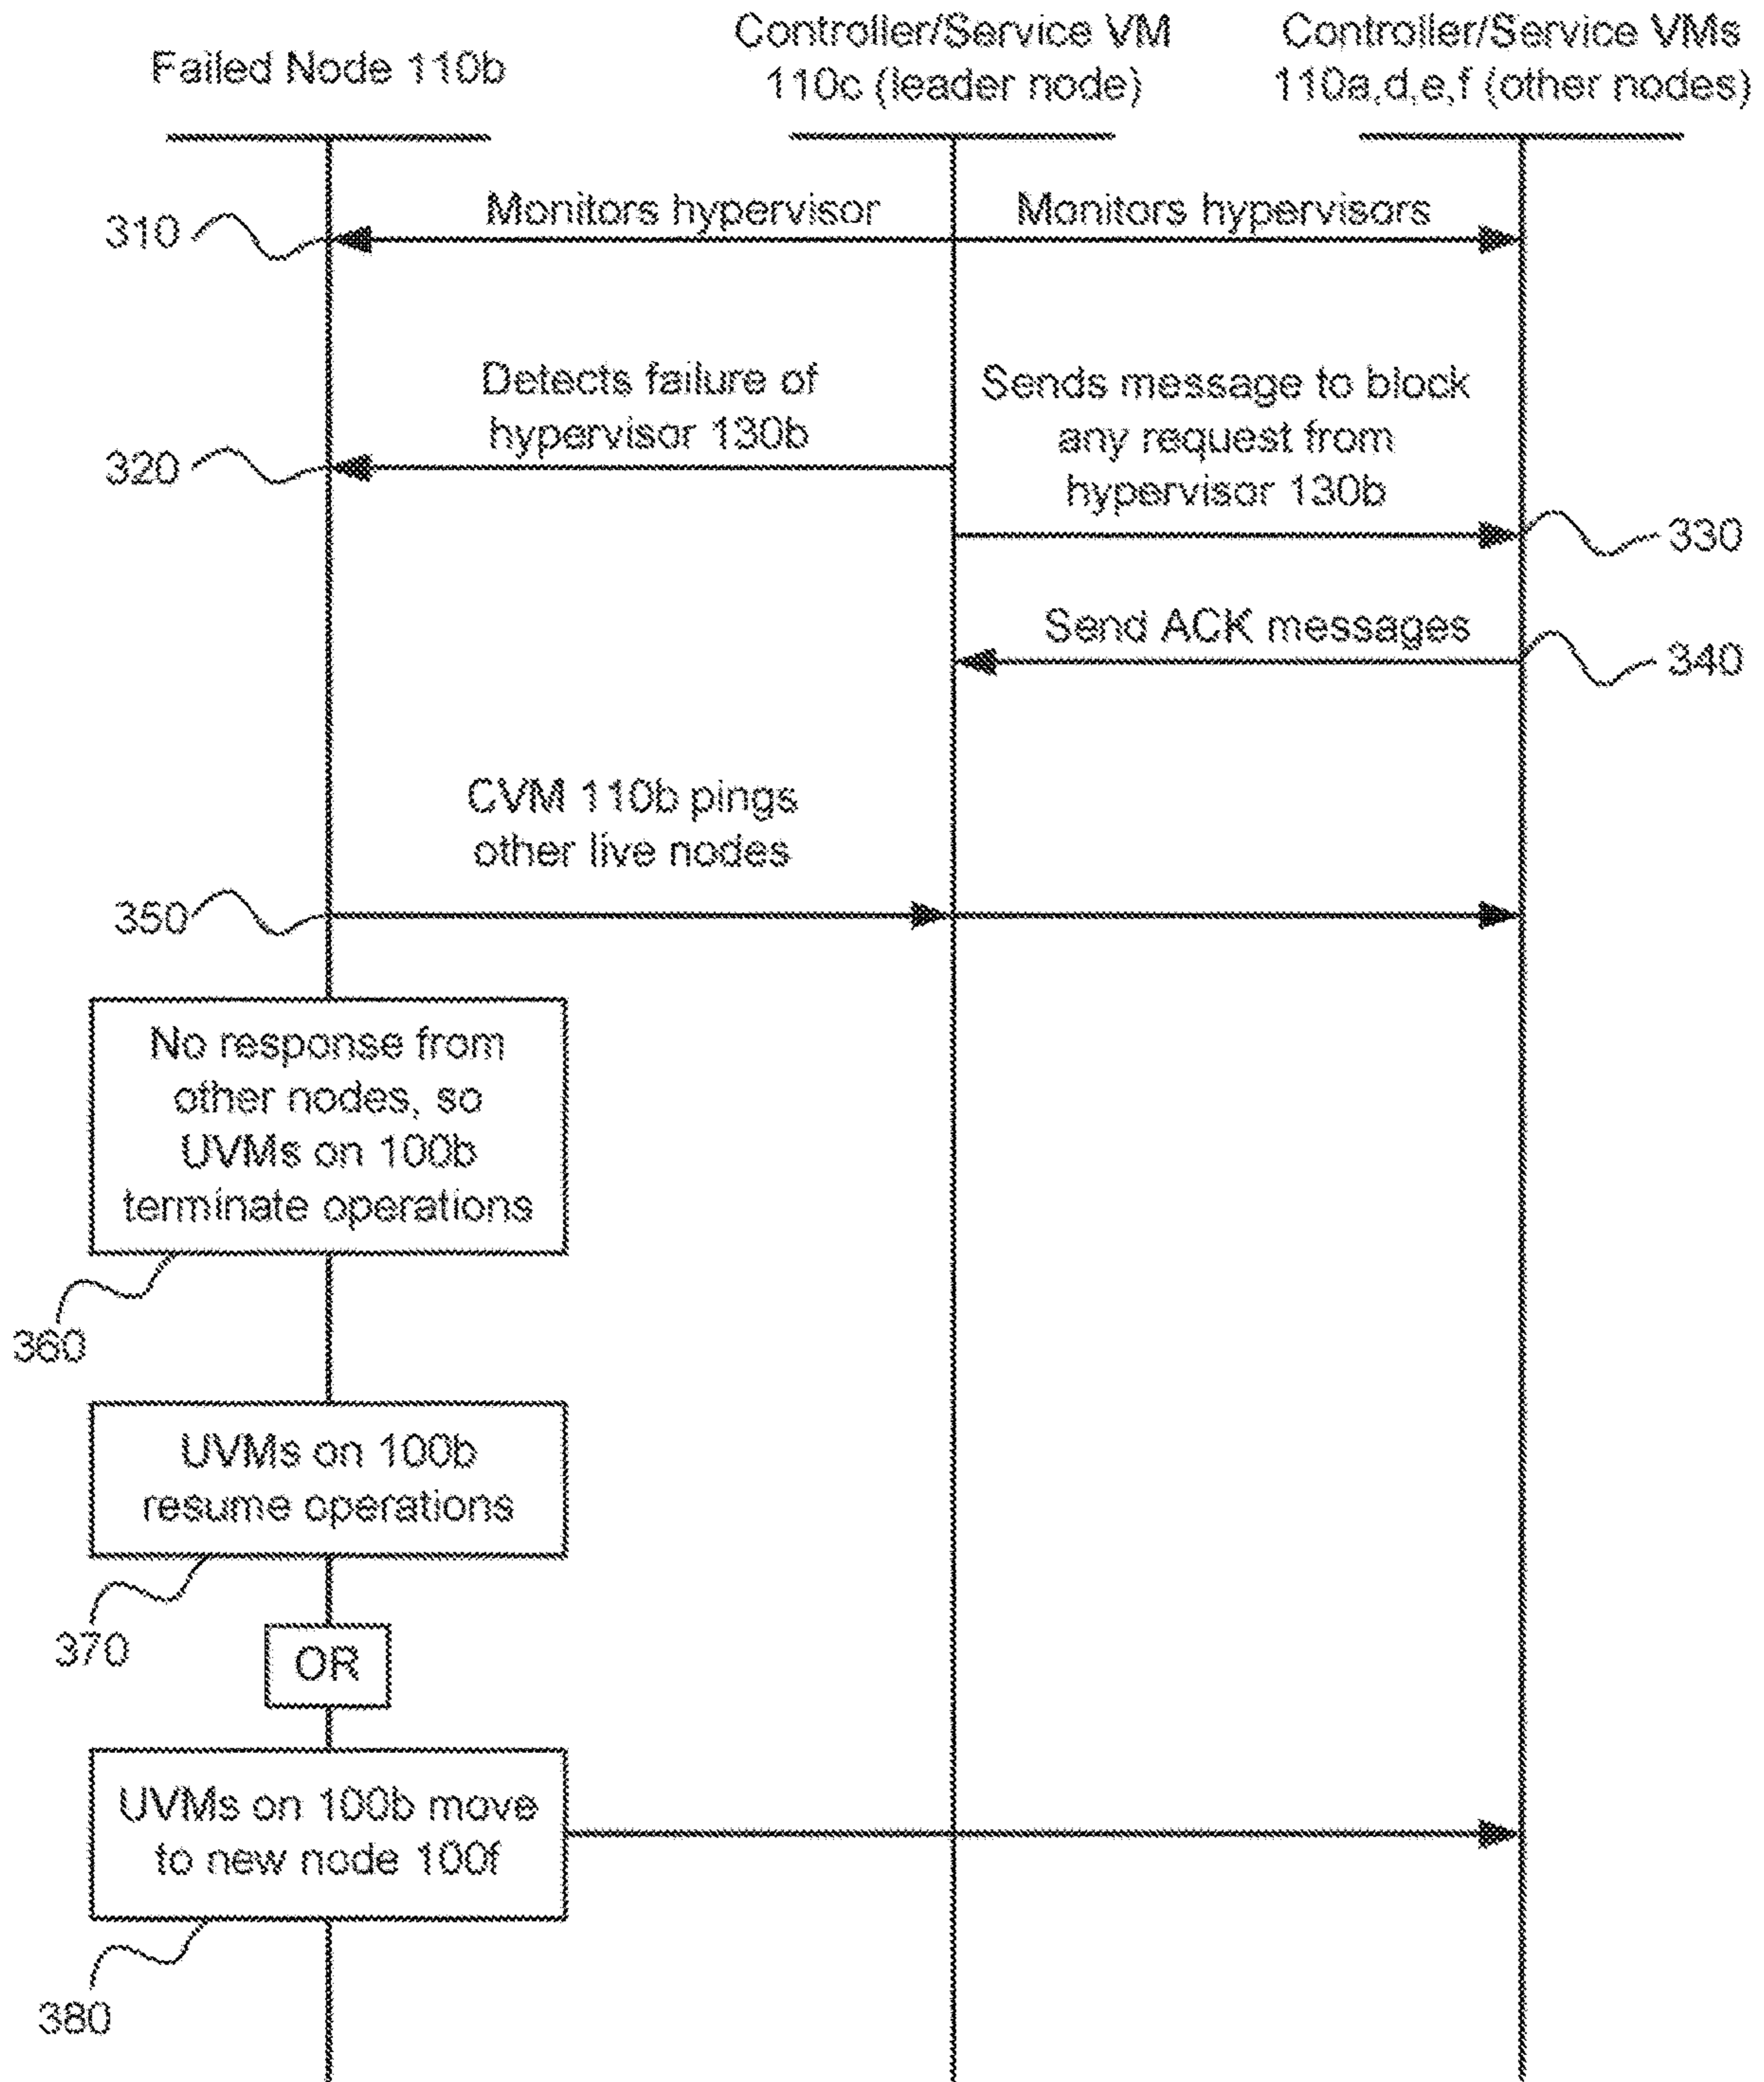 Failed Node 110b
Controller/Service VM
110c (leader node)
Controller/Service VMs
110a,d,e,f (other nodes)
310
Monitors hypervisor
Monitors hypervisors
Detects failure of
hypervisor 130b
320
Sends message to block
any request from
hypervisor 130b
330
Send ACK messages
340
CVM 110b pings
other live nodes
350
No response from
other nodes, so
UVMs on 100b
terminate operations
360
UVMs on 100b
resume operations
370
OR
UVMs on 100b move
to new node 100f
380